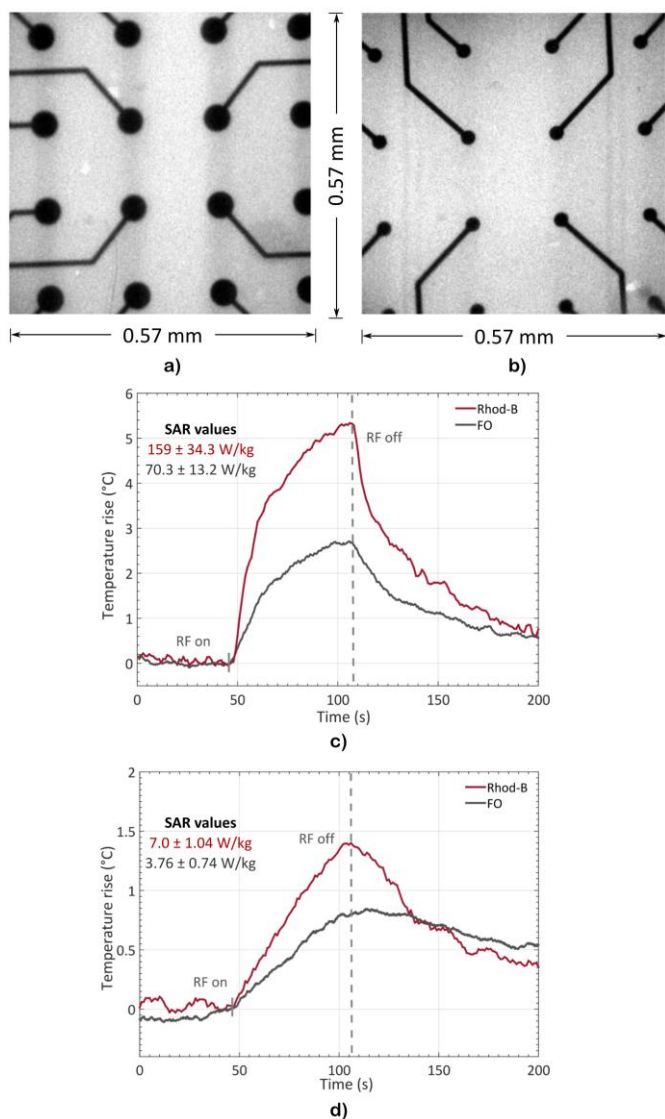 0.57 mm
0.57 mm
0.57 mm
a)
b)
6
5
4
3
2
1
0
Temperature rise (°C)
SAR values
159 ± 34.3 W/kg
70.3 ± 13.2 W/kg
Rhod-B
FO
RF off
RF on
0
50
100
150
200
Time (s)
c)
2
1.5
1
0.5
0
Temperature rise (°C)
SAR values
7.0 ± 1.04 W/kg
3.76 ± 0.74 W/kg
Rhod-B
FO
RF off
RF on
0
50
100
150
200
Time (s)
d)